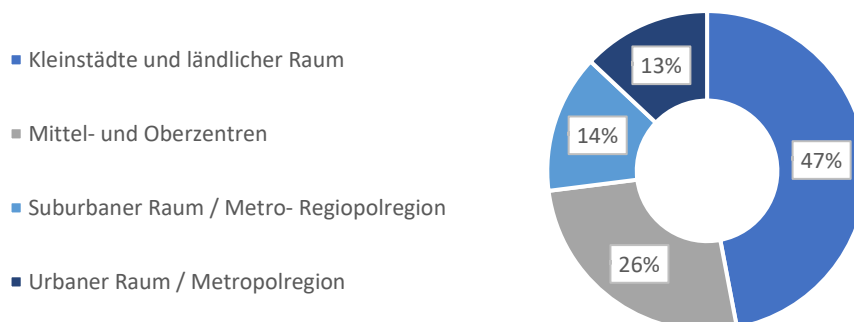 Kleinstädte und ländlicher Raum
Mittel- und Oberzentren
Suburbaner Raum / Metro- Regiopolregion
Urbaner Raum / Metropolregion
13%
14%
47%
26%